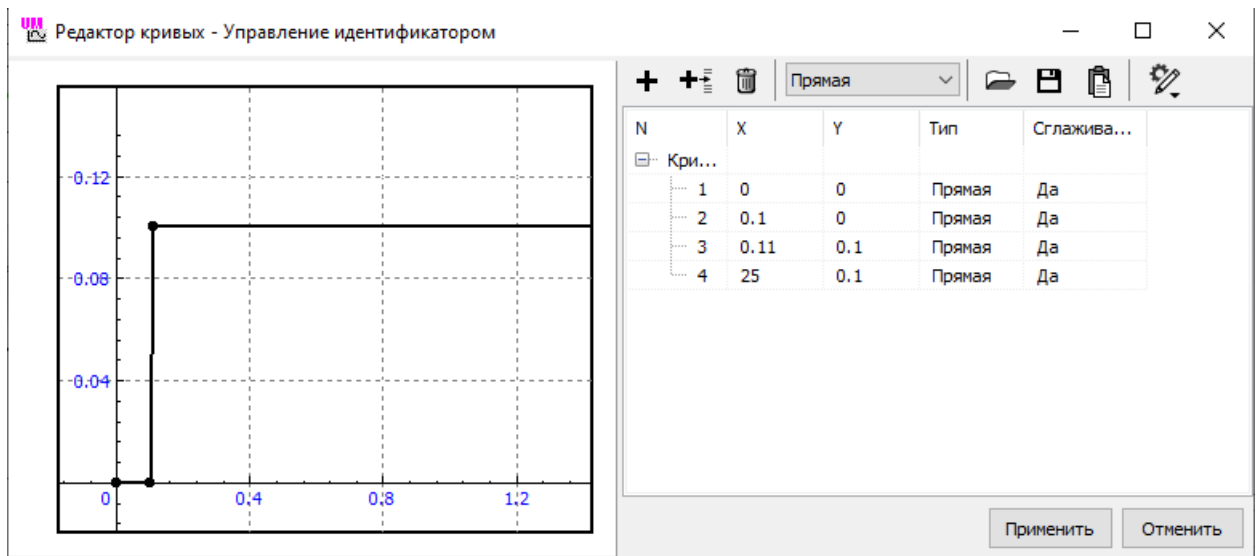 UM Редактор кривых - Управление идентификатором
Прямая
0.12
0.08
0.04
0 0.4 0.8 1.2
N X Y Тип Сглажива...
Кри...
1 0 0 Прямая Да
2 0.1 0 Прямая Да
3 0.11 0.1 Прямая Да
4 25 0.1 Прямая Да
Применить Отменить